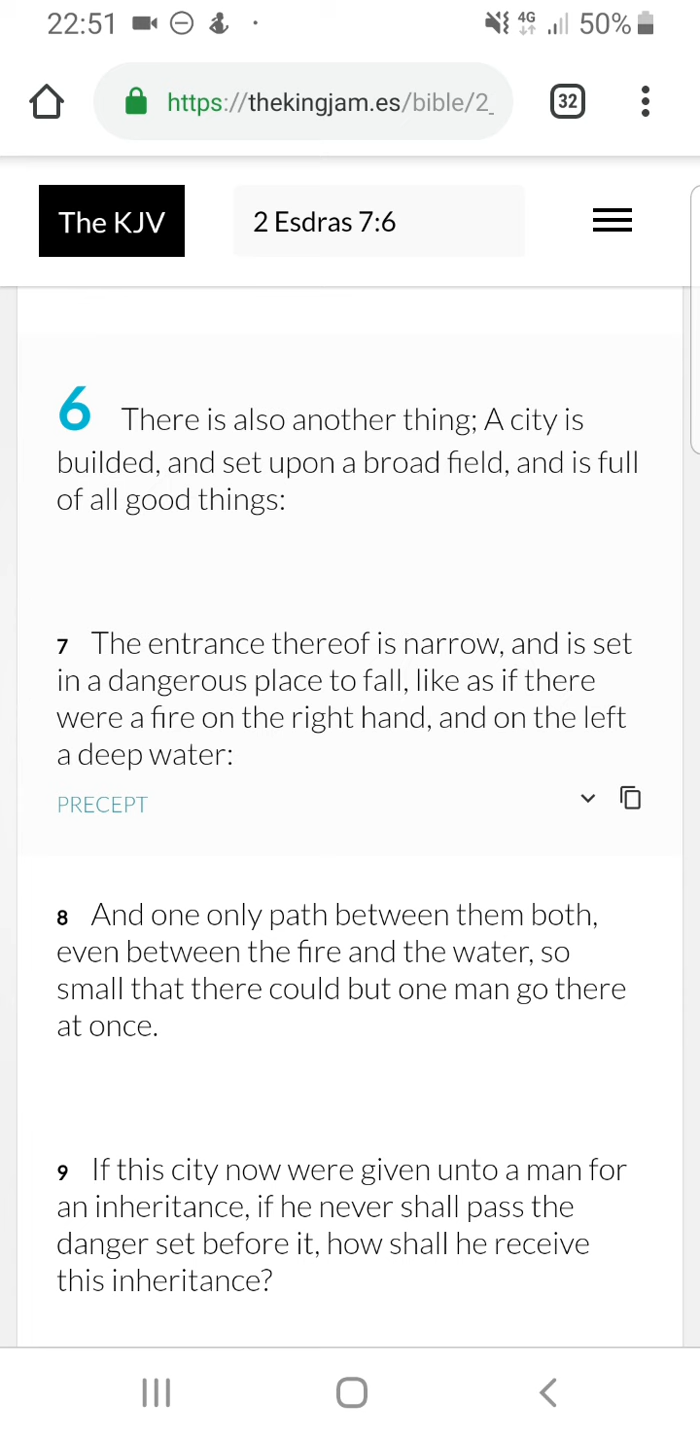 22:51
4G
50%
https://thekingjam.es/bible/2_
32
The KJV
2 Esdras 7:6
6 There is also another thing; A city is
builded, and set upon a broad field, and is full
of all good things:
7 The entrance thereof is narrow, and is set
in a dangerous place to fall, like as if there
were a fire on the right hand, and on the left
a deep water:
PRECEPT
8 And one only path between them both,
even between the fire and the water, so
small that there could but one man go there
at once.
9 If this city now were given unto a man for
an inheritance, if he never shall pass the
danger set before it, how shall he receive
this inheritance?